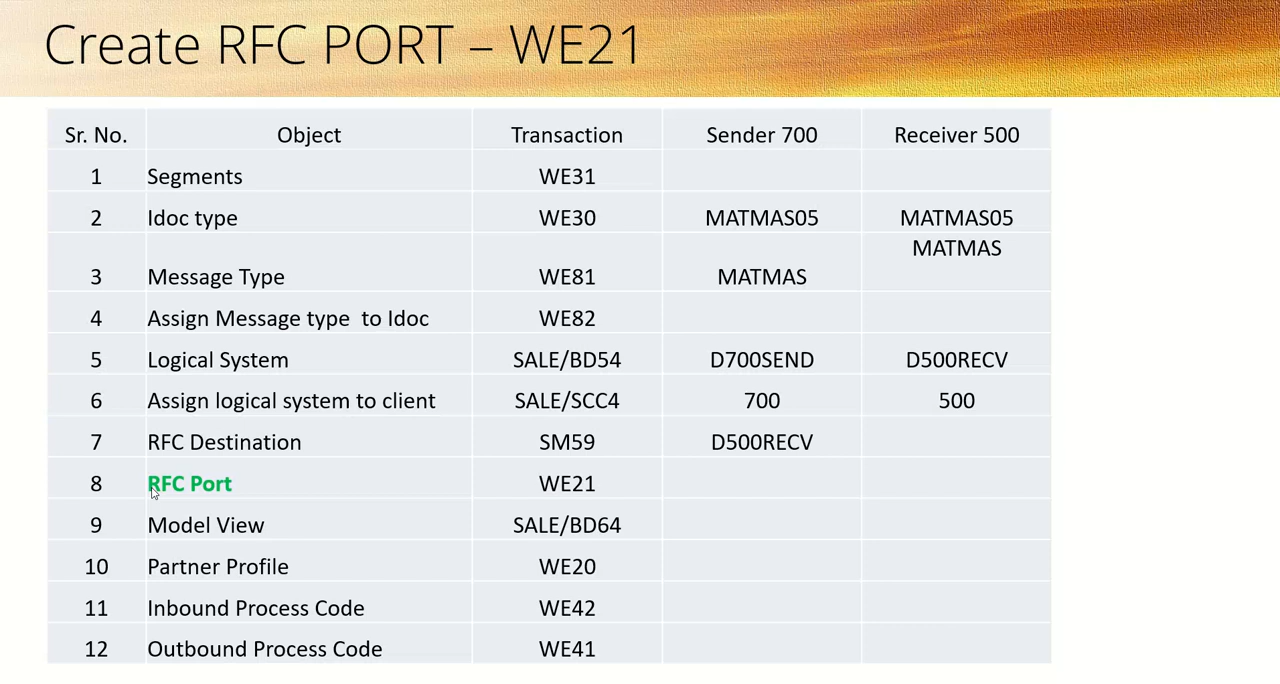 Create RFC PORT – WE21
Sr. No. Object Transaction Sender 700 Receiver 500
1 Segments WE31
2 Idoc type WE30 MATMAS05 MATMAS05
3 Message Type WE81 MATMAS MATMAS
4 Assign Message type to Idoc WE82
5 Logical System SALE/BD54 D700SEND D500RECV
6 Assign logical system to client SALE/SCC4 700 500
7 RFC Destination SM59 D500RECV
8 RFC Port WE21
9 Model View SALE/BD64
10 Partner Profile WE20
11 Inbound Process Code WE42
12 Outbound Process Code WE41